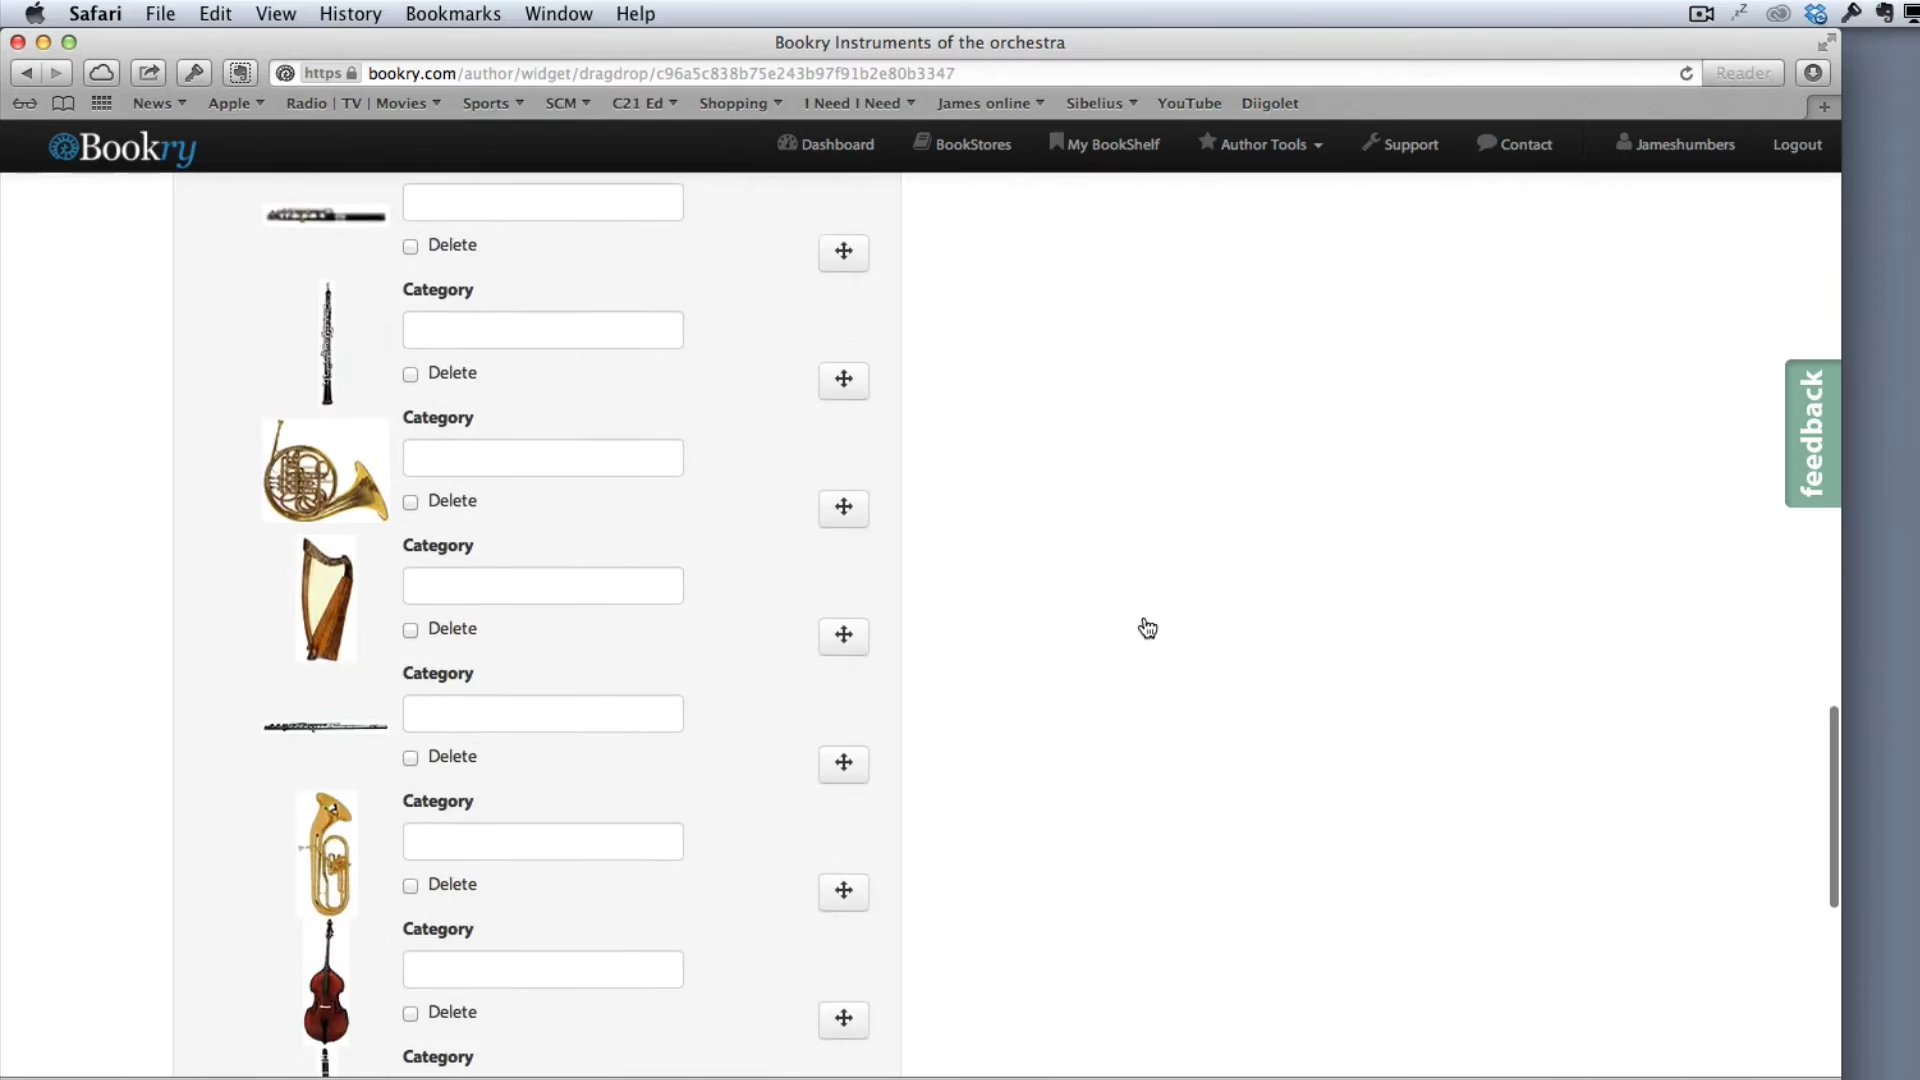 Safari File Edit View History Bookmarks Window Help
Bookry Instruments of the orchestra
https bookry.com/author/widget/dragdrop/c96a5c838b75e243b97f91b2e80b3347 Reader
News Apple Radio | TV | Movies Sports SCM C21 Ed Shopping I Need I Need James online Sibelius YouTube Diigolet
Bookry Dashboard BookStores My BookShelf Author Tools Support Contact Jameshumbers Logout
Delete
Category
Delete
Category
Delete
Category
Delete
Category
Delete
Category
Delete
Category
Delete
Category
feedback